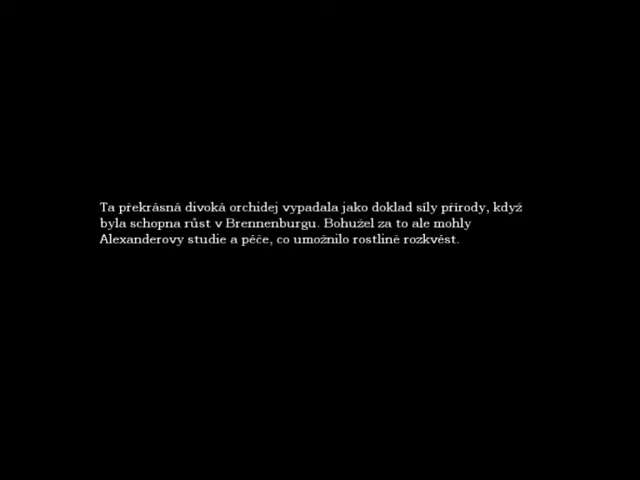 Ta překrásná divoká orchidej vypadala jako doklad síly přírody, když
byla schopna růst v Brennenburgu. Bohužel za to ale mohly
Alexanderovy studie a péče, co umožnilo rostlině rozkvést.